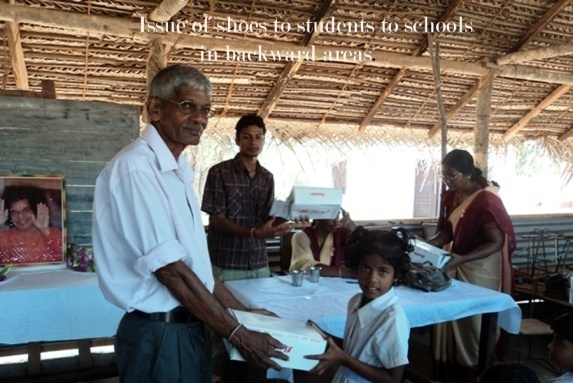 Issue of shoes to students to schools
in backward areas.